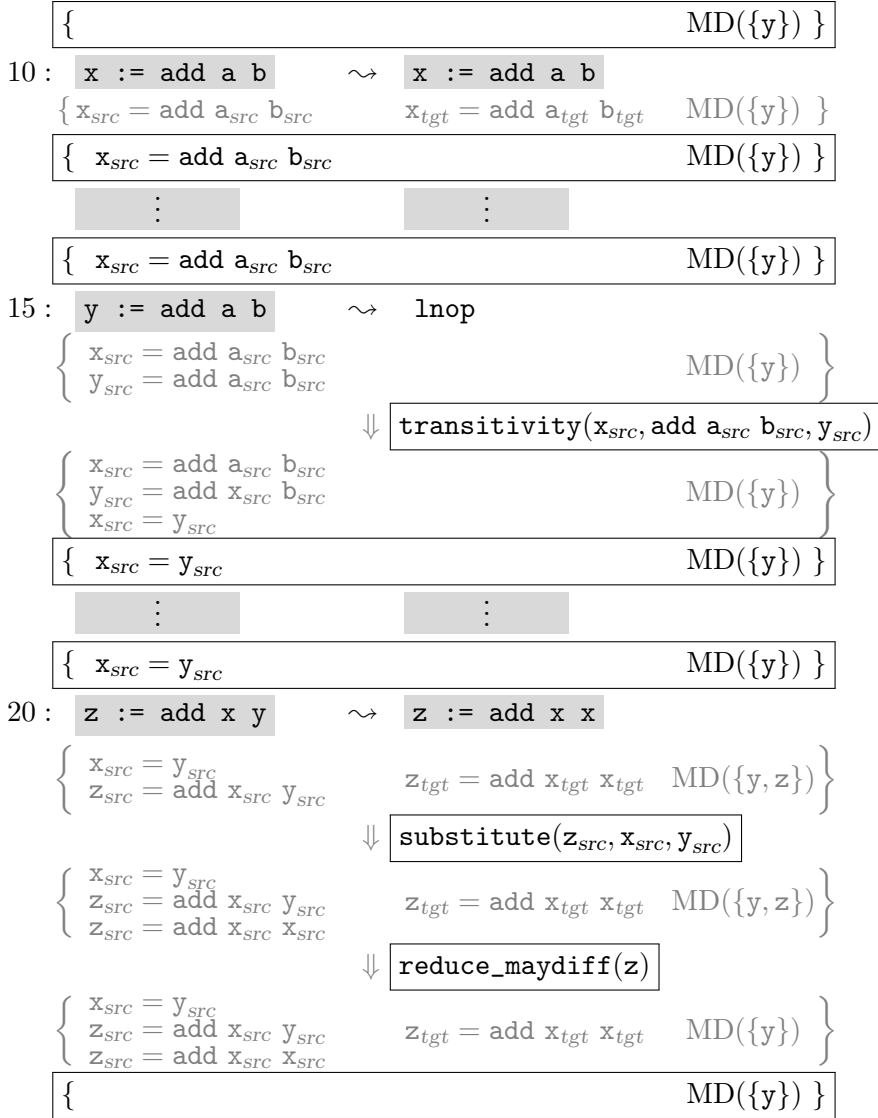 { MD({y}) }
10 : x := add a b ⇝ x := add a b
{ x_src = add a_src b_src x_tgt = add a_tgt b_tgt MD({y}) }
{ x_src = add a_src b_src MD({y}) }
⋮ ⋮
{ x_src = add a_src b_src MD({y}) }
15 : y := add a b ⇝ lnop
{ x_src = add a_src b_src
y_src = add a_src b_src MD({y}) }
⇓ transitivity(x_src, add a_src b_src, y_src)
{ x_src = add a_src b_src
y_src = add x_src b_src MD({y}) }
x_src = y_src
{ x_src = y_src MD({y}) }
⋮ ⋮
{ x_src = y_src MD({y}) }
20 : z := add x y ⇝ z := add x x
{ x_src = y_src
z_src = add x_src y_src z_tgt = add x_tgt x_tgt MD({y, z}) }
⇓ substitute(z_src, x_src, y_src)
{ x_src = y_src
z_src = add x_src y_src z_tgt = add x_tgt x_tgt MD({y, z}) }
z_src = add x_src x_src
⇓ reduce_maydiff(z)
{ x_src = y_src
z_src = add x_src y_src z_tgt = add x_tgt x_tgt MD({y}) }
z_src = add x_src x_src
{ MD({y}) }